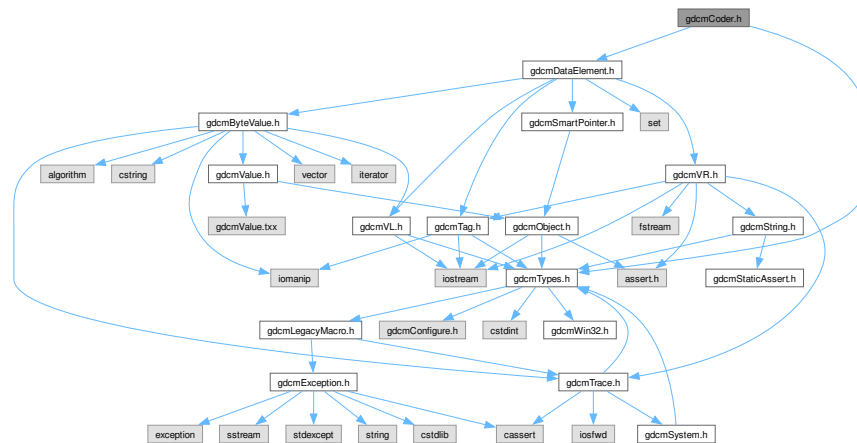 gdcmCoder.h
gdcmDataElement.h
gdcmByteValue.h
gdcmSmartPointer.h
set
algorithm
cstring
gdcmValue.h
vector
iterator
gdcmVR.h
gdcmValue.txx
gdcmVL.h
gdcmTag.h
gdcmObject.h
fstream
gdcmString.h
iomanip
iostream
gdcmTypes.h
assert.h
gdcmStaticAssert.h
gdcmLegacyMacro.h
gdcmConfigure.h
cstdint
gdcmWin32.h
gdcmException.h
gdcmTrace.h
exception
sstream
stdexcept
string
cstdlib
cassert
iosfwd
gdcmSystem.h